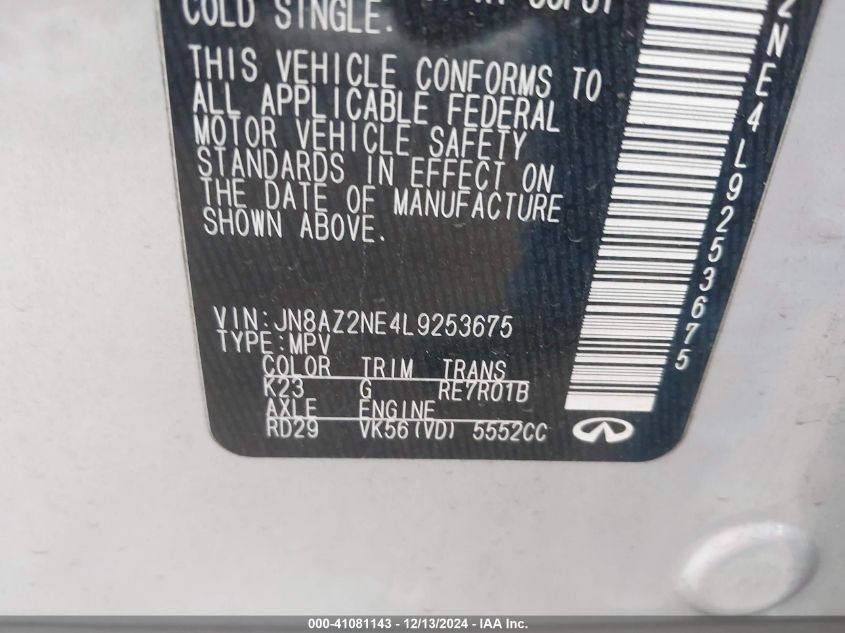 COLD SINGLE.
THIS VEHICLE CONFORMS TO
ALL APPLICABLE FEDERAL
MOTOR VEHICLE SAFETY
STANDARDS IN EFFECT ON
THE DATE OF MANUFACTURE
SHOWN ABOVE.
VIN:JN8AZ2NE4L9253675
TYPE:MPV
COLOR TRIM TRANS
K23 G RE7R01B
AXLE ENGINE
RD29 VK56(VD) 5552CC
2NE4L9253675
000-41081143 - 12/13/2024 - IAA Inc.